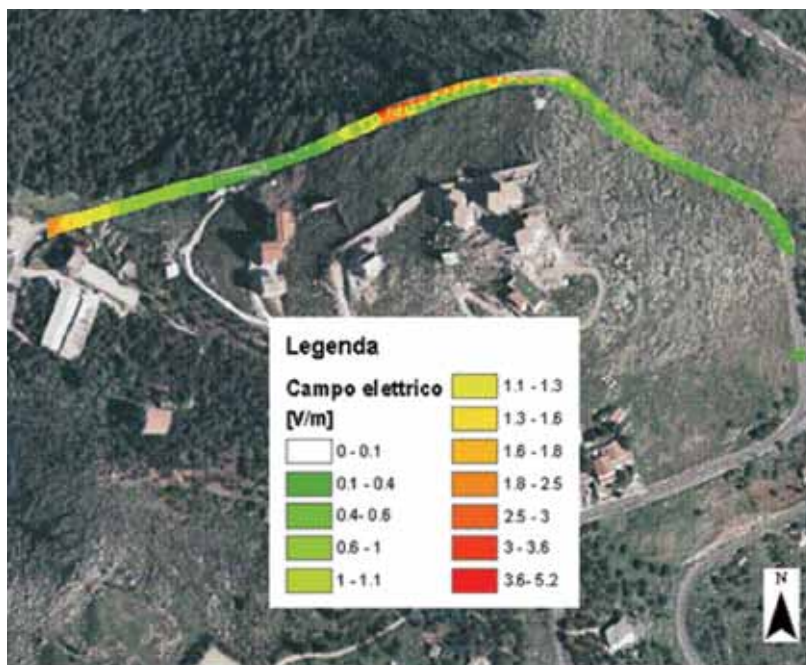 Legenda
Campo elettrico
[V/m]
0 - 0.1
0.1 - 0.4
0.4- 0.6
0.6 - 1
1 - 1.1
1.1 - 1.3
1.3 - 1.6
1.6 - 1.8
1.8 - 2.5
2.5 - 3
3 - 3.6
3.6- 5.2
N